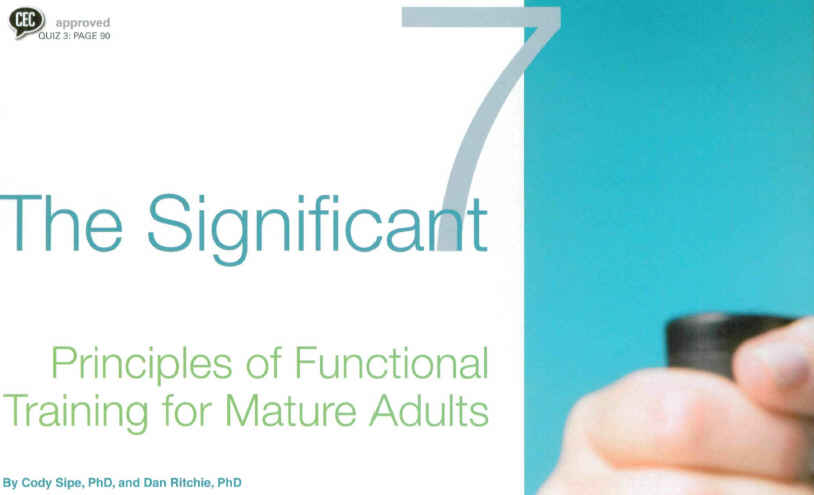 CEC approved
QUIZ 3: PAGE 90
7
The Significant
Principles of Functional
Training for Mature Adults
By Cody Sipe, PhD, and Dan Ritchie, PhD